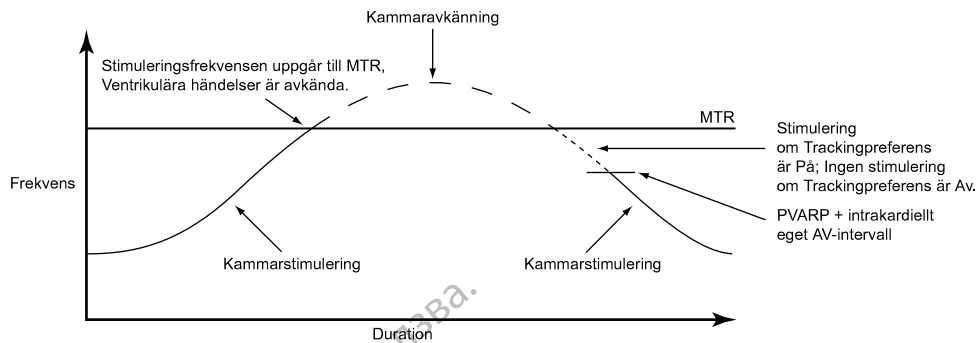 Kammaravkänning
Stimuleringsfrekvensen uppgår till MTR,
Ventrikulära händelser är avkända.
MTR
Stimulering
om Trackingpreferens
är På; Ingen stimulering
om Trackingpreferens är Av.
Frekvens
PVARP + intrakardiellt
eget AV-intervall
Kammarstimulering
Kammarstimulering
Duration